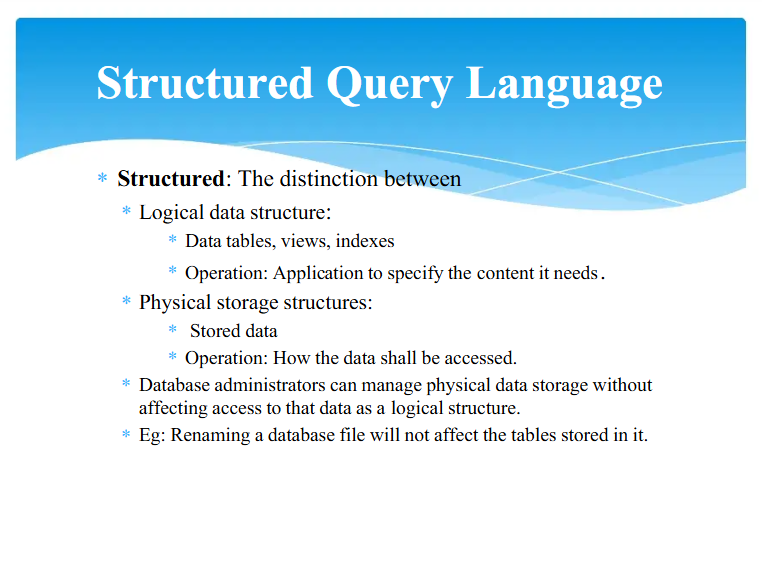 Structured Query Language
* Structured: The distinction between
* Logical data structure:
* Data tables, views, indexes
* Operation: Application to specify the content it needs.
* Physical storage structures:
* Stored data
* Operation: How the data shall be accessed.
* Database administrators can manage physical data storage without
affecting access to that data as a logical structure.
* Eg: Renaming a database file will not affect the tables stored in it.